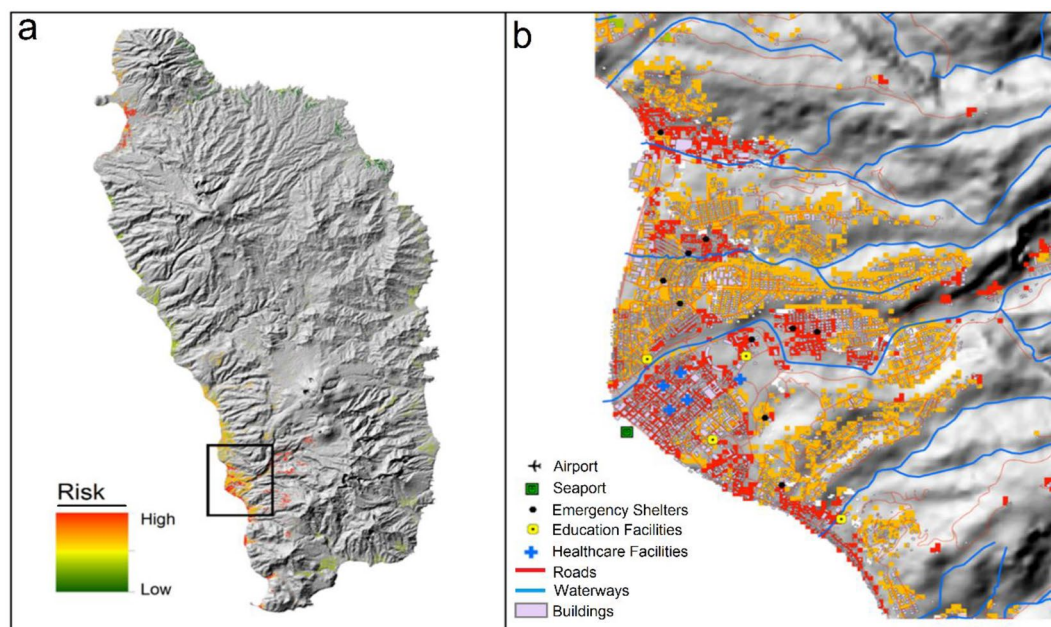 a
Risk
High
Low
b
Airport
Seaport
Emergency Shelters
Education Facilities
Healthcare Facilities
Roads
Waterways
Buildings